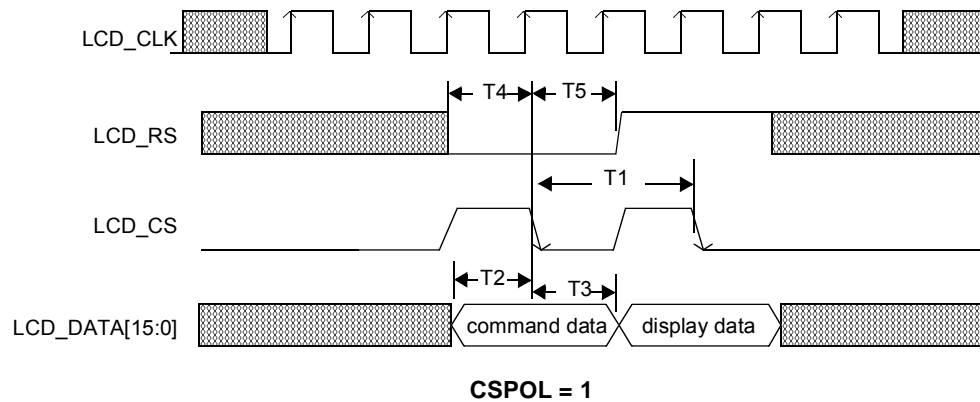 LCD_CLK
T4
T5
LCD_RS
T1
LCD_CS
T2
T3
LCD_DATA[15:0]
command data
display data
CSPOL = 1